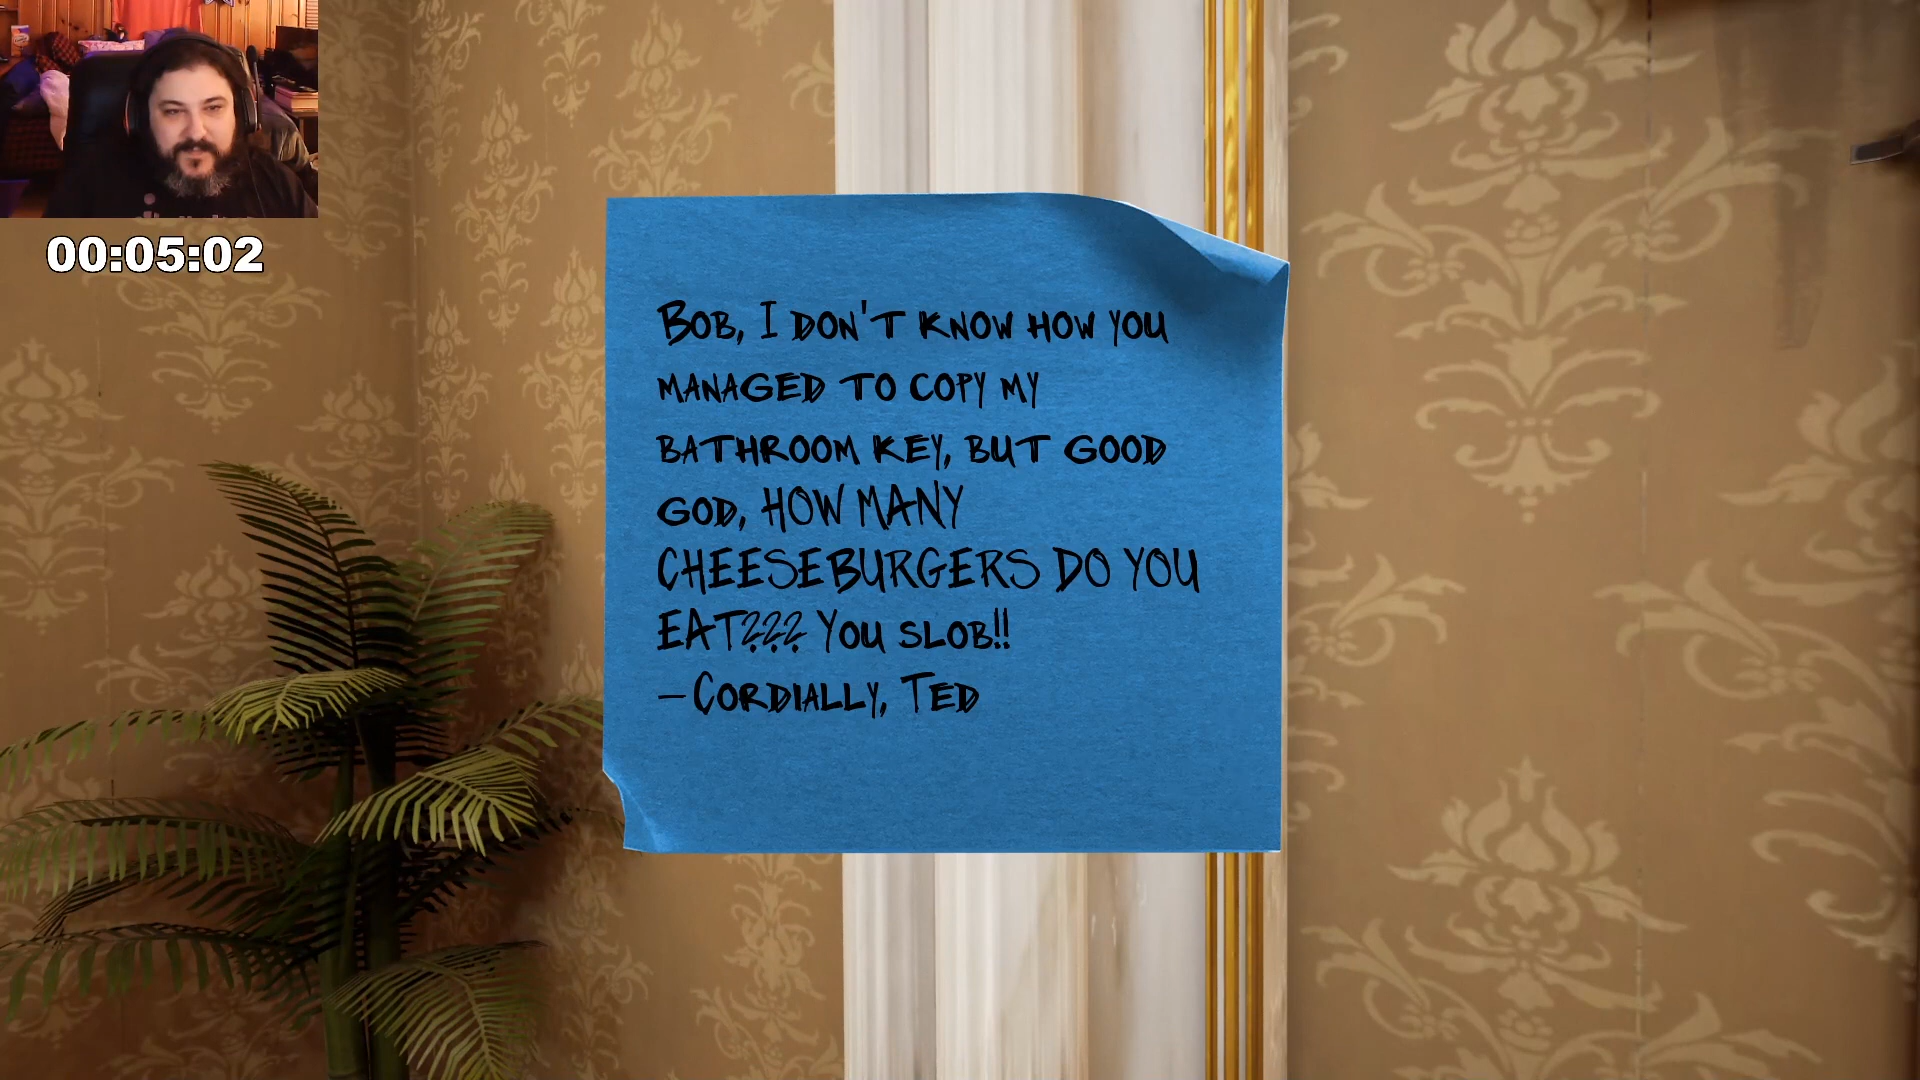 00:05:02
Bob, I don't know how you
managed to copy my
bathroom key, but good
god, HOW MANY
CHEESEBURGERS DO YOU
EAT??? You slob!!
– Cordially, Ted